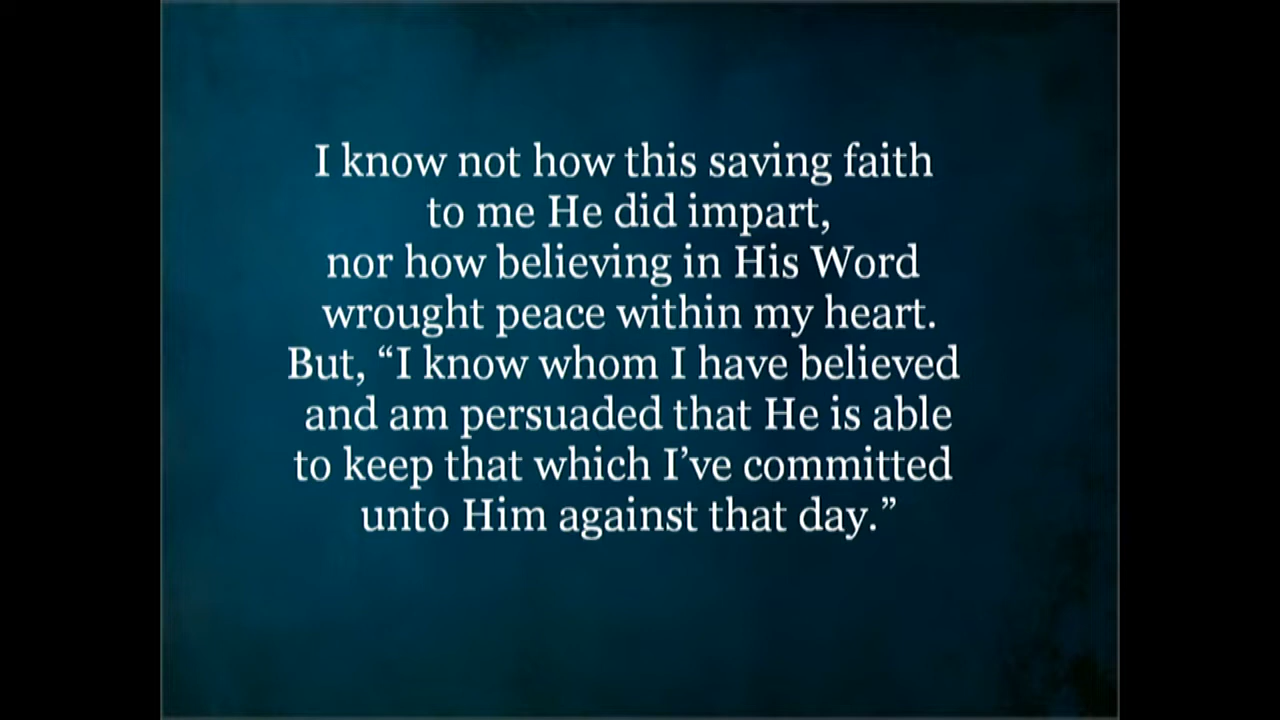 I know not how this saving faith
to me He did impart,
nor how believing in His Word
wrought peace within my heart.
But, “I know whom I have believed
and am persuaded that He is able
to keep that which I’ve committed
unto Him against that day.”